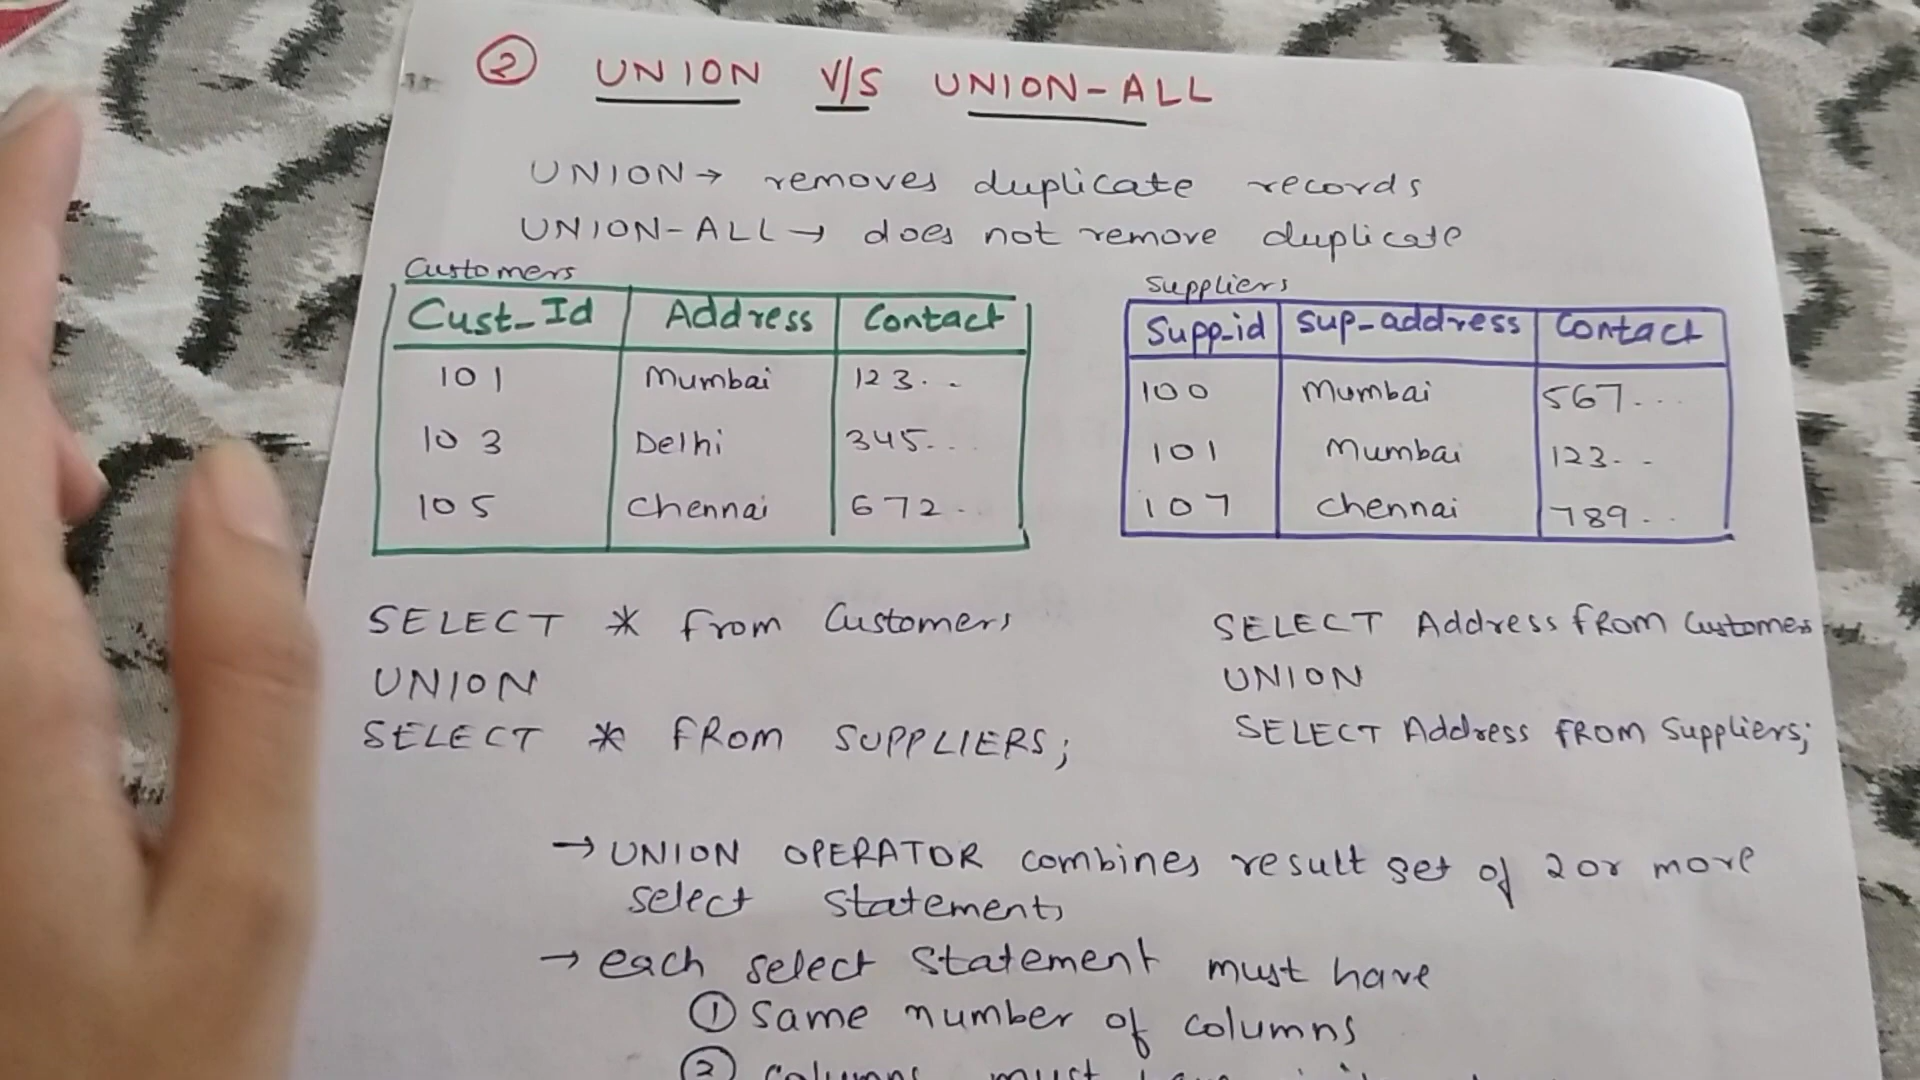 ② UNION V/S UNION-ALL
UNION → removes duplicate records
UNION-ALL → does not remove duplicate
Customers
Cust_Id Address Contact
101 Mumbai 123..
103 Delhi 345...
105 Chennai 672.
Suppliers
Supp_id sup_address Contact
100 Mumbai 567...
101 Mumbai 123..
107 Chennai 789..
SELECT * from Customers
UNION
SELECT * FROM SUPPLIERS;
SELECT Address FROM Customers
UNION
SELECT Address FROM Suppliers;
→ UNION OPERATOR combines result set of 2 or more
select statements
→ each select statement must have
① Same number of columns
② columns must